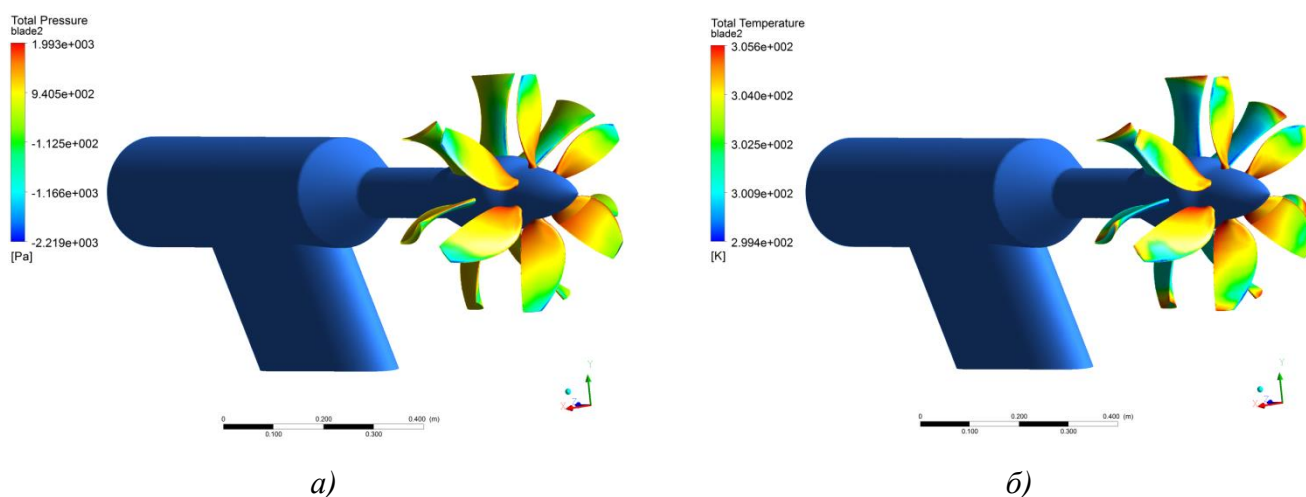 Total Pressure
blade2
1.993e+003
9.405e+002
-1.125e+002
-1.166e+003
-2.219e+003
[Pa]
Y
X
Z
0 0.200 0.400 (m)
0.100 0.300
а)
Total Temperature
blade2
3.056e+002
3.040e+002
3.025e+002
3.009e+002
2.994e+002
[K]
Y
X
Z
0 0.200 0.400 (m)
0.100 0.300
б)